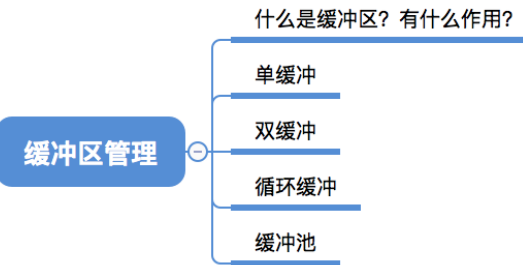 什么是缓冲区？有什么作用？
单缓冲
双缓冲
缓冲区管理
循环缓冲
缓冲池